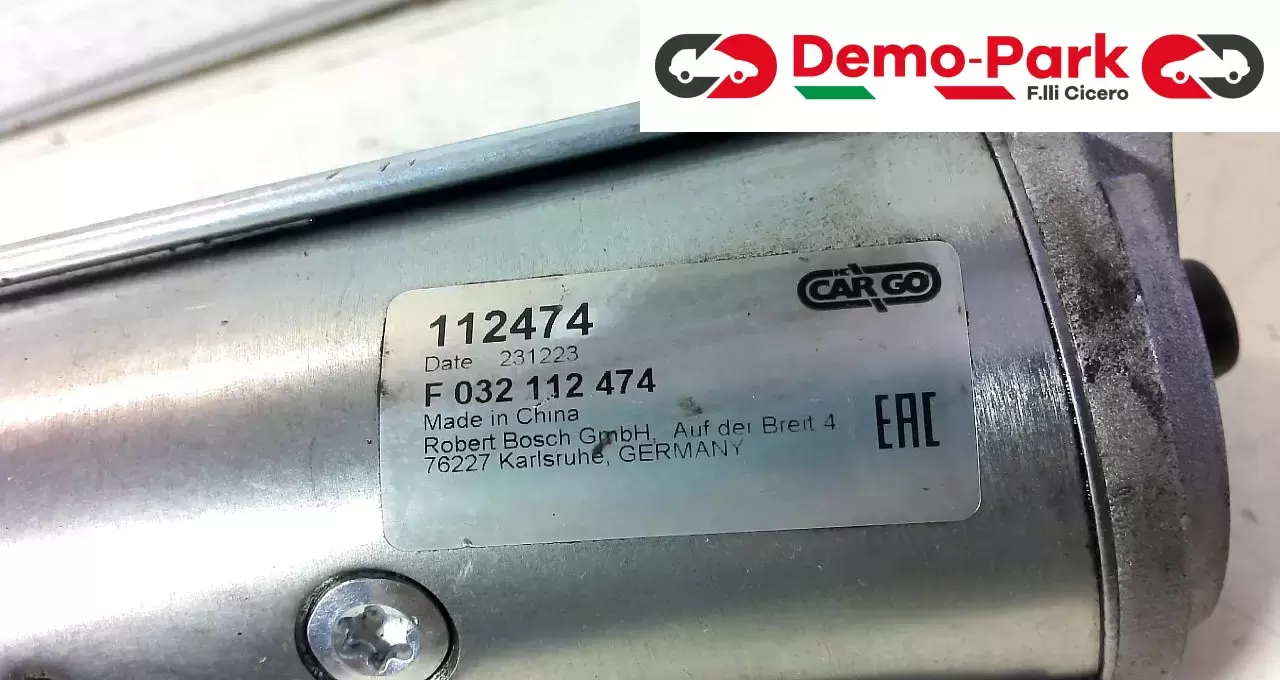 Demo-Park
F.lli Cicero
HC
CARGO
112474
Date 231223
F 032 112 474
Made in China
Robert Bosch GmbH, Auf der Breit 4
76227 Karlsruhe, GERMANY
EAC